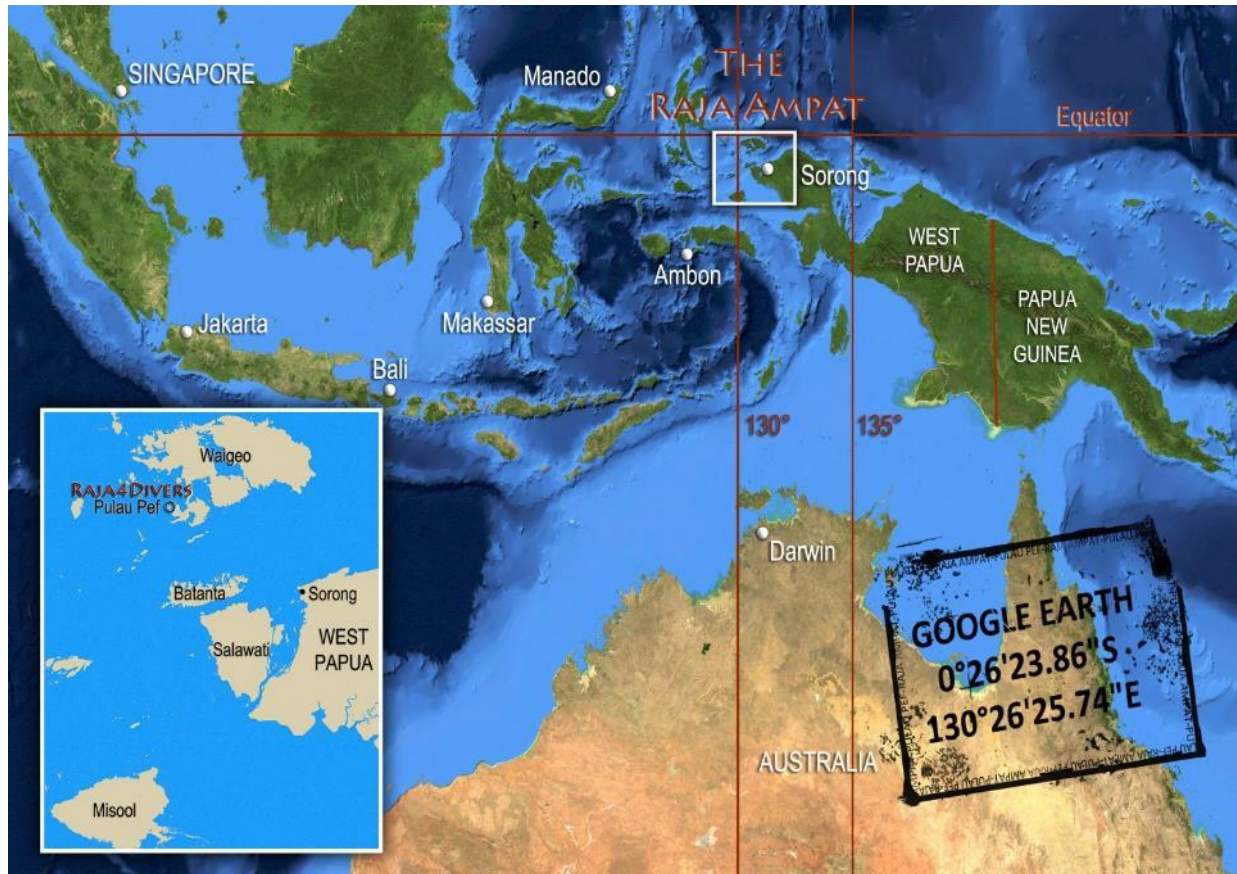 SINGAPORE
Manado
THE
RAJA AMPAT
Equator
Sorong
WEST
PAPUA
Ambon
PAPUA
NEW
GUINEA
Makassar
Jakarta
Bali
130°
135°
Darwin
AUSTRALIA
Waigeo
RAJA4DIVERS
Pulau Pef
Batanta
Sorong
Salawati
WEST
PAPUA
Misool
GOOGLE EARTH
0°26'23.86"S
130°26'25.74"E